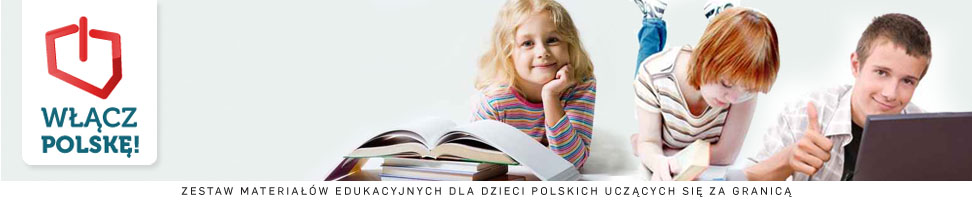 WŁĄCZ
POLSKĘ!
ZESTAW MATERIAŁÓW EDUKACYJNYCH DLA DZIECI POLSKICH UCZĄCYCH SIĘ ZA GRANICĄ